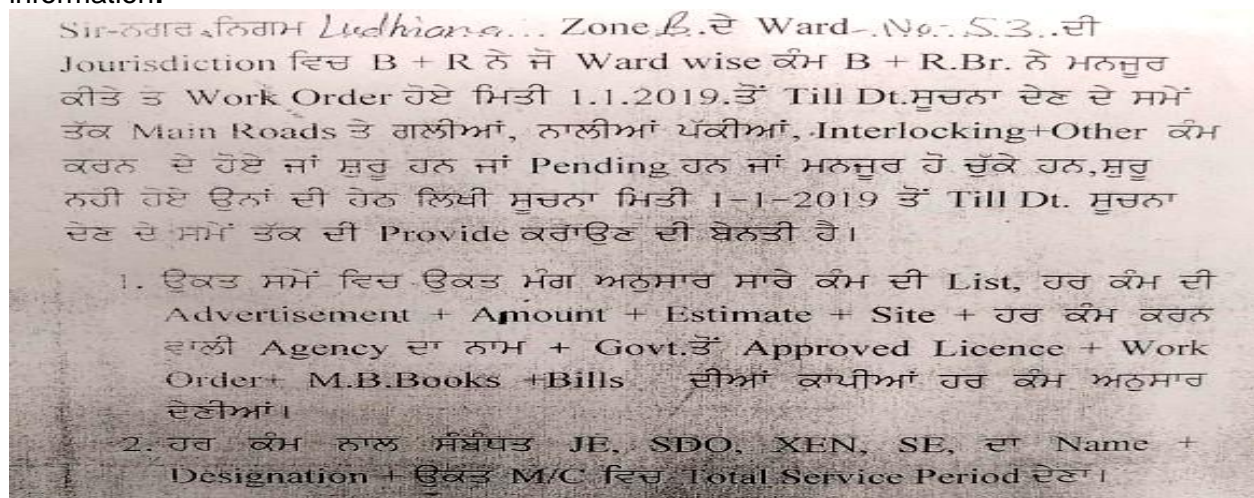 information.
Sir-ਨਗਰ ਨਿਗਮ Ludhiana... Zone B. ਦੇ Ward-.No-.53..ਦੀ
Jourisdiction ਵਿਚ B + R ਨੇ ਜੋ Ward wise ਕੰਮ B + R.Br. ਨੇ ਮਨਜੂਰ
ਕੀਤੇ ਤ Work Order ਹੋਏ ਮਿਤੀ 1.1.2019.ਤੋਂ Till Dt.ਸੂਚਨਾ ਦੇਣ ਦੇ ਸਮੇਂ
ਤੱਕ Main Roads ਤੇ ਗਲੀਆਂ, ਨਾਲੀਆਂ ਪੱਕੀਆਂ, Interlocking+Other ਕੰਮ
ਕਰਨ ਦੇ ਹੋਏ ਜਾਂ ਸ਼ੁਰੂ ਹਨ ਜਾਂ Pending ਹਨ ਜਾਂ ਮਨਜੂਰ ਹੋ ਚੁੱਕੇ ਹਨ,ਸ਼ੁਰੂ
ਨਹੀ ਹੋਏ ਉਨਾਂ ਦੀ ਹੇਠ ਲਿਖੀ ਸੂਚਨਾ ਮਿਤੀ 1-1-2019 ਤੋਂ Till Dt. ਸੂਚਨਾ
ਦੇਣ ਦੇ ਸਮੇਂ ਤੱਕ ਦੀ Provide ਕਰਾਂਉਣ ਦੀ ਬੇਨਤੀ ਹੈ।
1. ਉਕਤ ਸਮੇਂ ਵਿਚ ਉਕਤ ਮੰਗ ਅਨੁਸਾਰ ਸਾਰੇ ਕੰਮ ਦੀ List, ਹਰ ਕੰਮ ਦੀ
Advertisement + Amount + Estimate + Site + ਹਰ ਕੰਮ ਕਰਨ
ਵਾਲੀ Agency ਦਾ ਨਾਮ + Govt.ਤੋਂ Approved Licence + Work
Order+ M.B.Books +Bills ਦੀਆਂ ਕਾਪੀਆਂ ਹਰ ਕੰਮ ਅਨੁਸਾਰ
ਦੇਣੀਆਂ।
2. ਹਰ ਕੰਮ ਨਾਲ ਸੰਬੰਧਤ JE, SDO, XEN, SE, ਦਾ Name +
Designation + ਉਕਤ M/C ਵਿਚ Total Service Period ਦੇਣਾ।